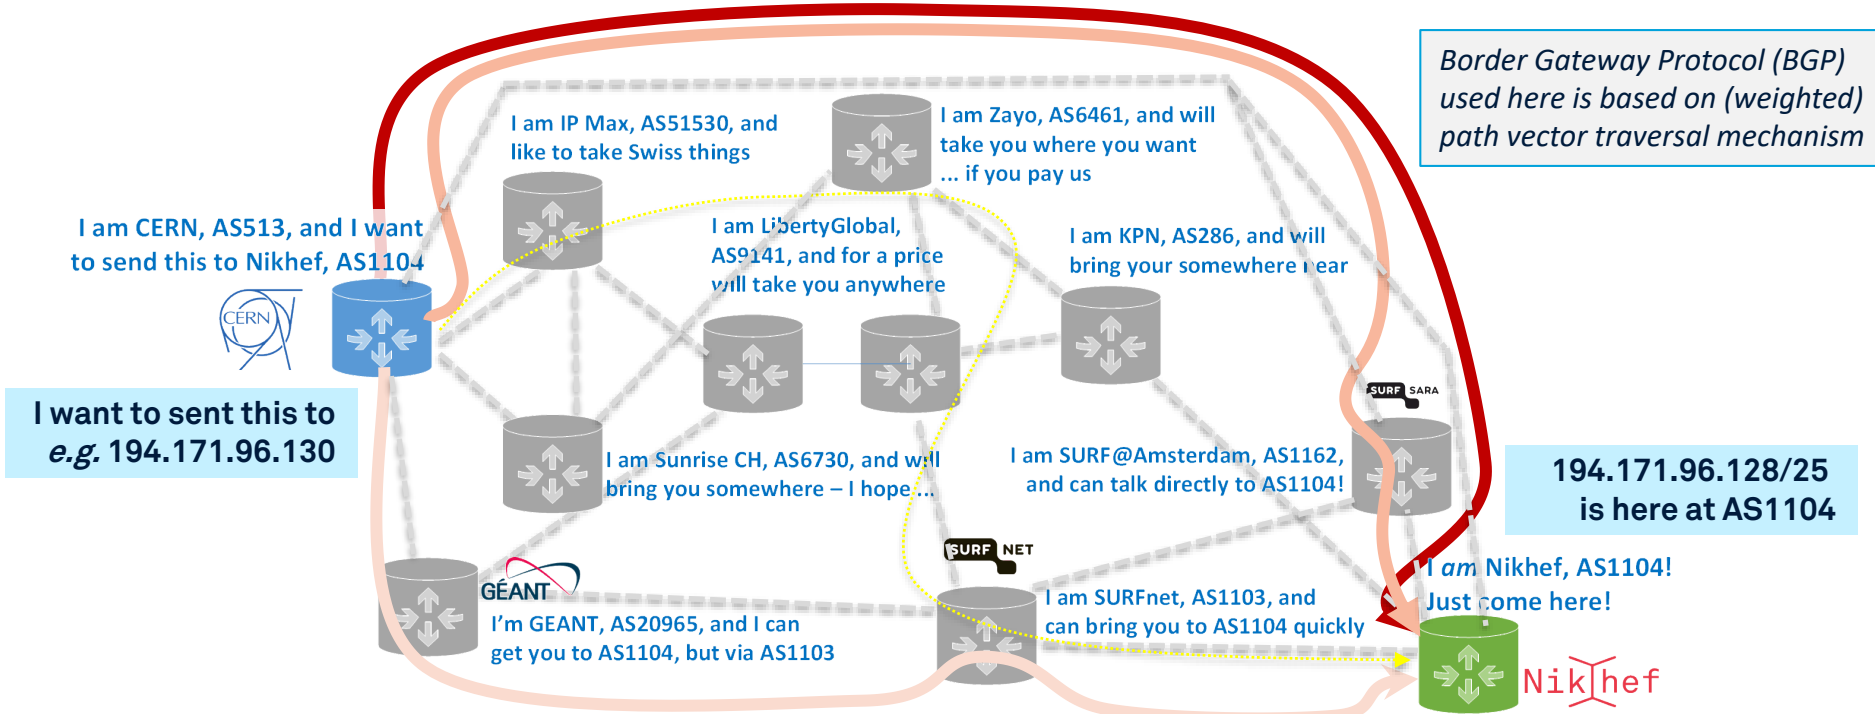 Border Gateway Protocol (BGP)
used here is based on (weighted)
path vector traversal mechanism
I am IP Max, AS51530, and
like to take Swiss things
I am Zayo, AS6461, and will
take you where you want
... if you pay us
I am CERN, AS513, and I want
to send this to Nikhef, AS1104
CERN
I am LibertyGlobal,
AS9141, and for a price
will take you anywhere
I am KPN, AS286, and will
bring your somewhere near
I want to sent this to
e.g. 194.171.96.130
SURF SARA
I am Sunrise CH, AS6730, and will
bring you somewhere – I hope ...
I am SURF@Amsterdam, AS1162,
and can talk directly to AS1104!
194.171.96.128/25
is here at AS1104
SURF NET
GÉANT
I'm GEANT, AS20965, and I can
get you to AS1104, but via AS1103
I am SURFnet, AS1103, and
can bring you to AS1104 quickly
I am Nikhef, AS1104!
Just come here!
Nikhef